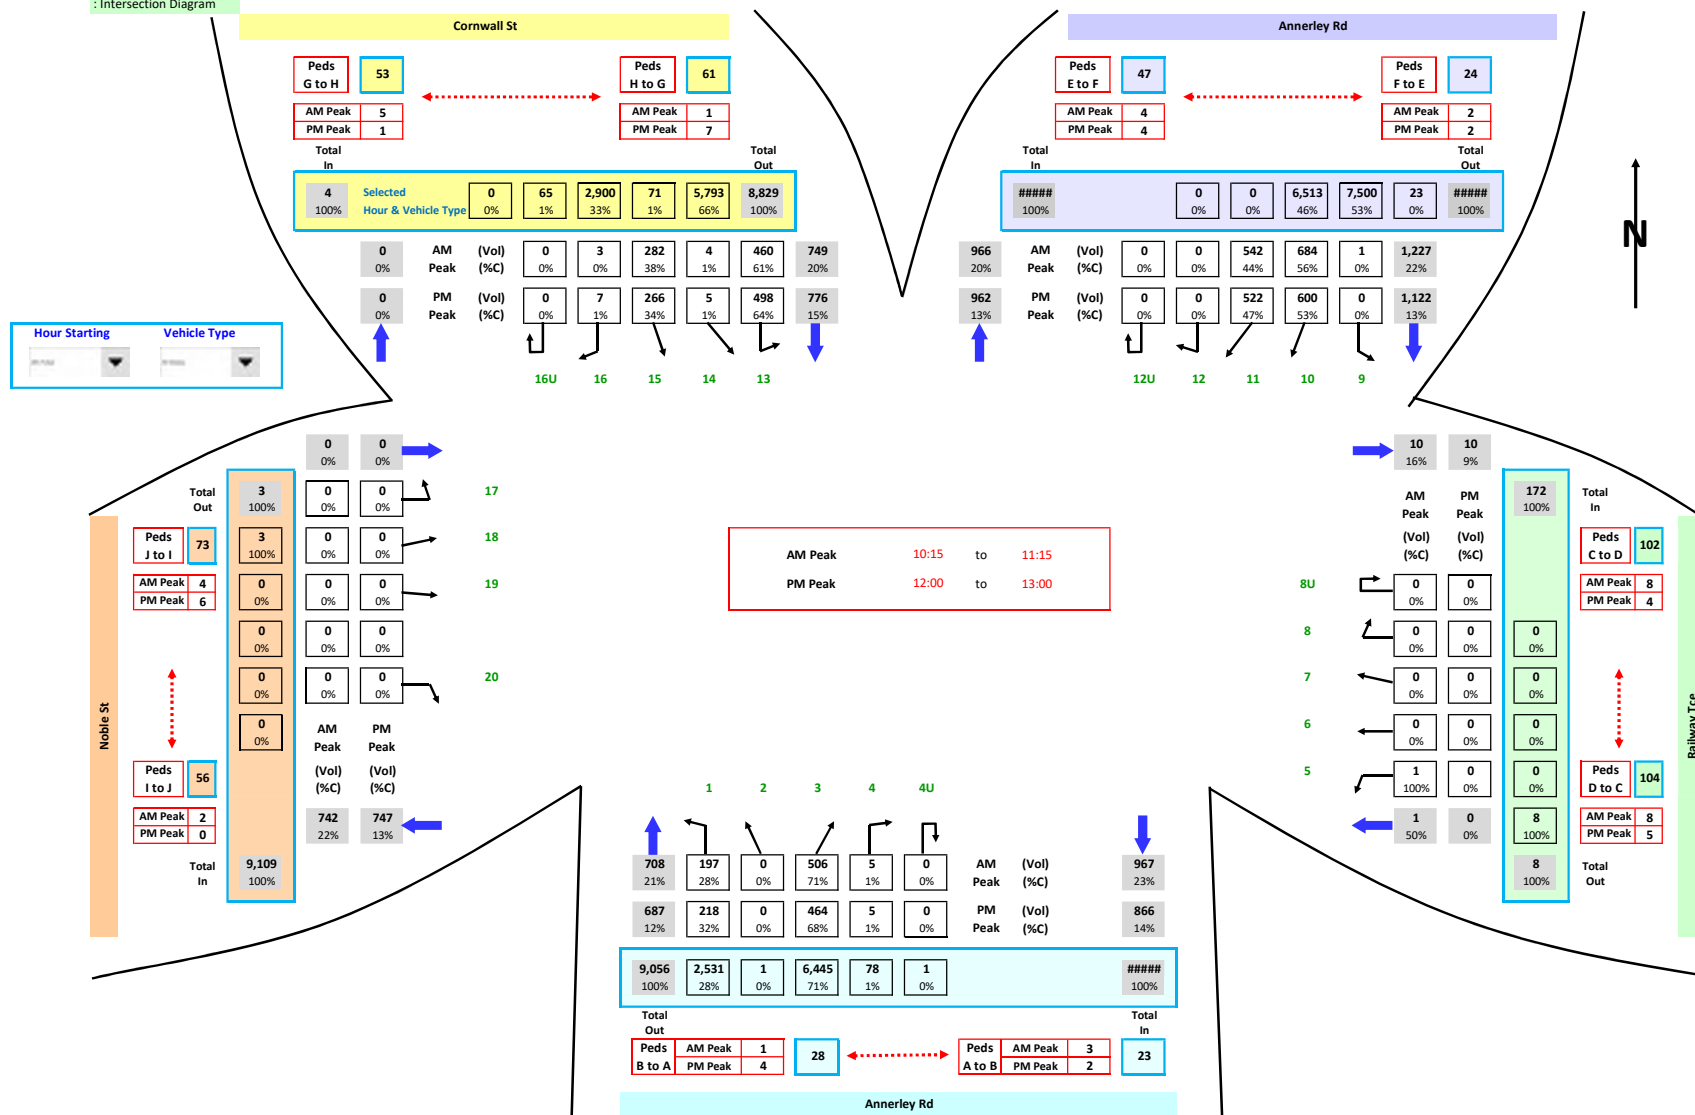 : Intersection Diagram
Cornwall St
Annerley Rd
Peds G to H 53
Peds H to G 61
Peds E to F 47
Peds F to E 24
AM Peak 5
PM Peak 1
AM Peak 1
PM Peak 7
AM Peak 4
PM Peak 4
AM Peak 2
PM Peak 2
Total In
Total Out
Total In
Total Out
4 Selected 0 65 2,900 71 5,793 8,829
100% Hour & Vehicle Type 0% 1% 33% 1% 66% 100%
##### 0 0 6,513 7,500 23 #####
100% 0% 0% 46% 53% 0% 100%
0 AM (Vol) 0 3 282 4 460 749
0% Peak (%C) 0% 0% 38% 1% 61% 20%
966 AM (Vol) 0 0 542 684 1 1,227
20% Peak (%C) 0% 0% 44% 56% 0% 22%
0 PM (Vol) 0 7 266 5 498 776
0% Peak (%C) 0% 1% 34% 1% 64% 15%
962 PM (Vol) 0 0 522 600 0 1,122
13% Peak (%C) 0% 0% 47% 53% 0% 13%
N
Hour Starting Vehicle Type
16U 16 15 14 13
12U 12 11 10 9
0 0
0% 0%
Total Out
3 0 0 17
100% 0% 0%
Peds J to I 73
3 0 0 18
100% 0% 0%
AM Peak 4
PM Peak 6
0 0 0 19
0% 0% 0%
0 0 0
0% 0% 0%
0 0 0 20
0% 0% 0%
0
0%
Noble St
AM PM
Peak Peak
(Vol) (Vol)
(%C) (%C)
Peds I to J 56
AM Peak 2
PM Peak 0
742 747
22% 13%
Total In
9,109
100%
AM Peak 10:15 to 11:15
PM Peak 12:00 to 13:00
10 10
16% 9%
AM PM
Peak Peak
(Vol) (Vol)
(%C) (%C)
172
100%
Total In
Peds C to D 102
AM Peak 8
PM Peak 4
8U 0 0
0% 0%
8 0 0 0
0% 0% 0%
7 0 0 0
0% 0% 0%
6 0 0 0
0% 0% 0%
5 1 0 0
100% 0% 0%
1 0 8
50% 0% 100%
8
100%
Total Out
Peds D to C 104
AM Peak 8
PM Peak 5
Railway Tce
1 2 3 4 4U
708 197 0 506 5 0 AM (Vol) 967
21% 28% 0% 71% 1% 0% Peak (%C) 23%
687 218 0 464 5 0 PM (Vol) 866
12% 32% 0% 68% 1% 0% Peak (%C) 14%
9,056 2,531 1 6,445 78 1 #####
100% 28% 0% 71% 1% 0% 100%
Total Out
Total In
Peds B to A AM Peak 1 28
PM Peak 4
Peds A to B AM Peak 3 23
PM Peak 2
Annerley Rd